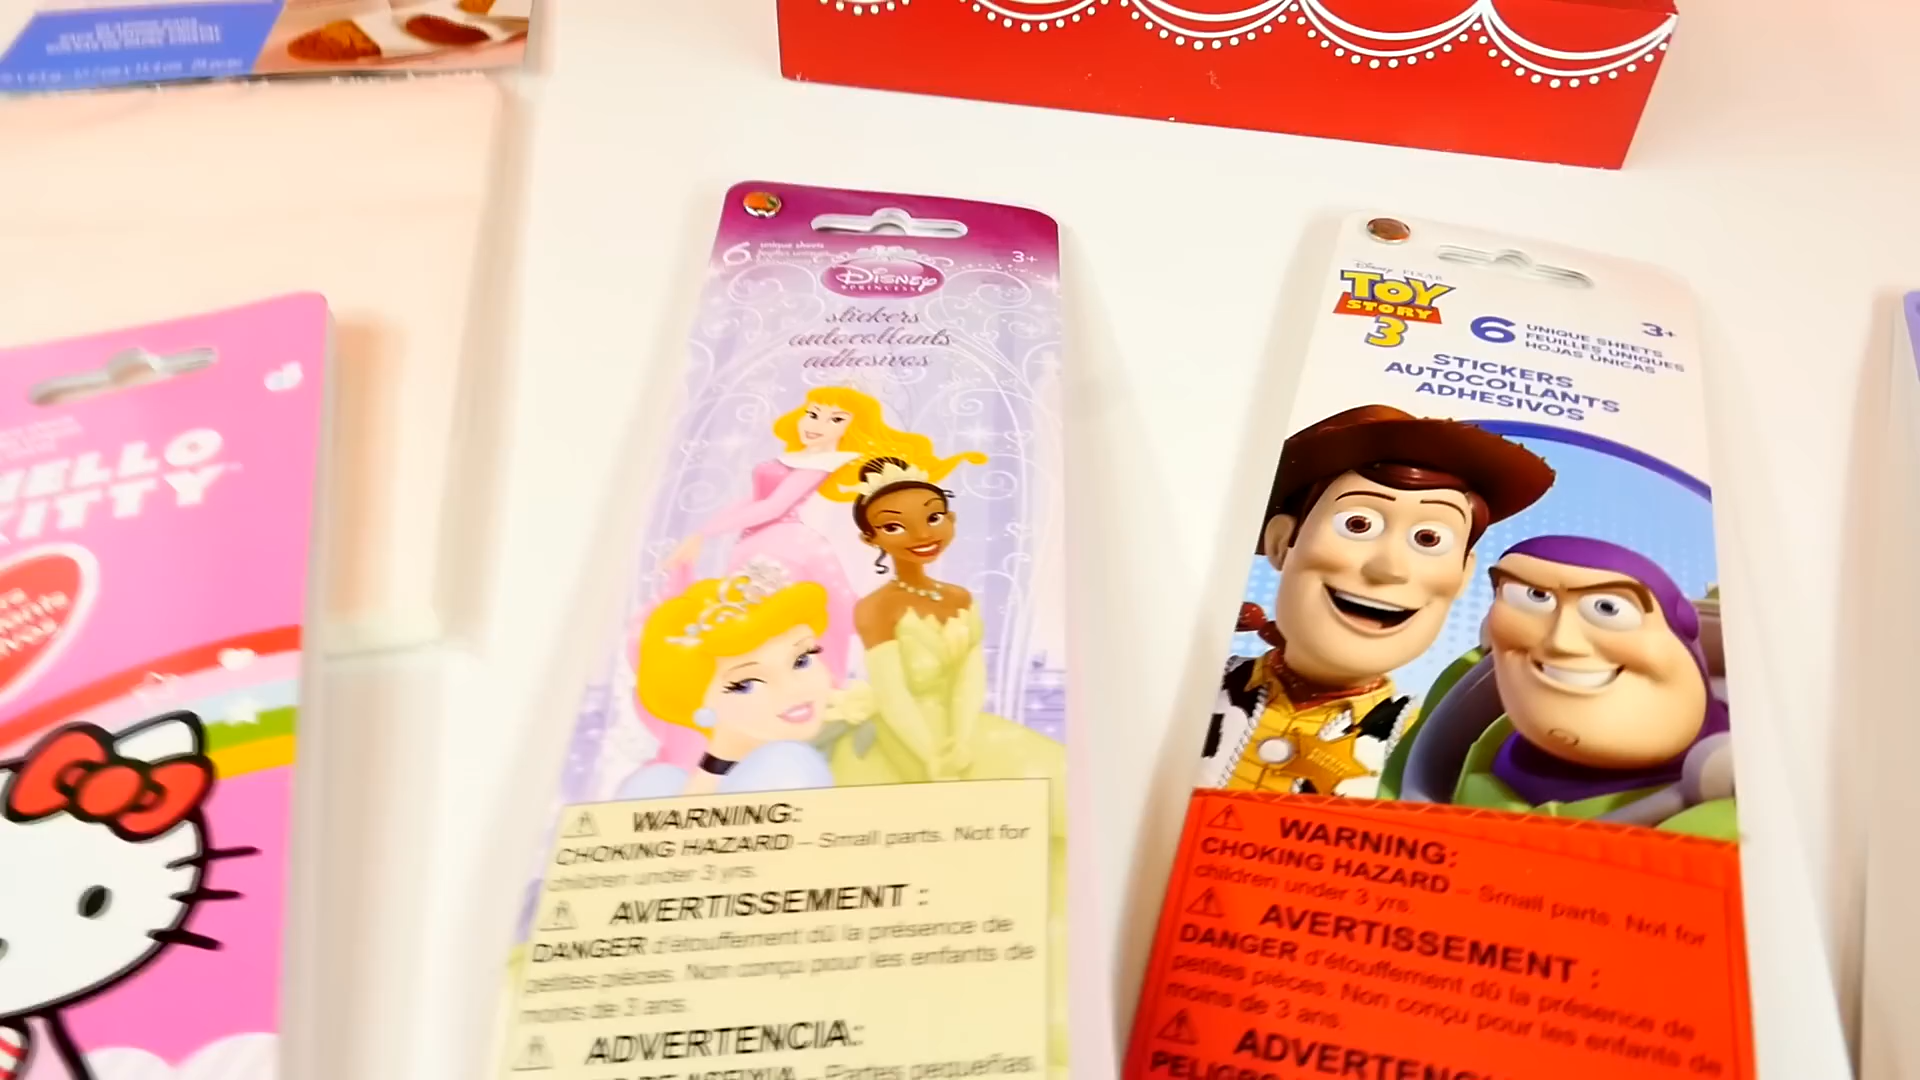 HELLO
KITTY
6 unique sheets
3+
Disney
PRINCESS
stickers
autocollants
adhesivos
WARNING:
CHOKING HAZARD – Small parts. Not for
children under 3 yrs.
AVERTISSEMENT :
DANGER d'étouffement dû la présence de
petites pièces. Non conçu pour les enfants de
moins de 3 ans.
ADVERTENCIA:
Partes pequeñas
Disney PIXAR
TOY
STORY
3
6 UNIQUE SHEETS
FEUILLES UNIQUES
HOJAS ÚNICAS
3+
STICKERS
AUTOCOLLANTS
ADHESIVOS
WARNING:
CHOKING HAZARD – Small parts. Not for
children under 3 yrs.
AVERTISSEMENT :
DANGER d'étouffement dû la présence de
petites pièces. Non conçu pour les enfants de
moins de 3 ans.